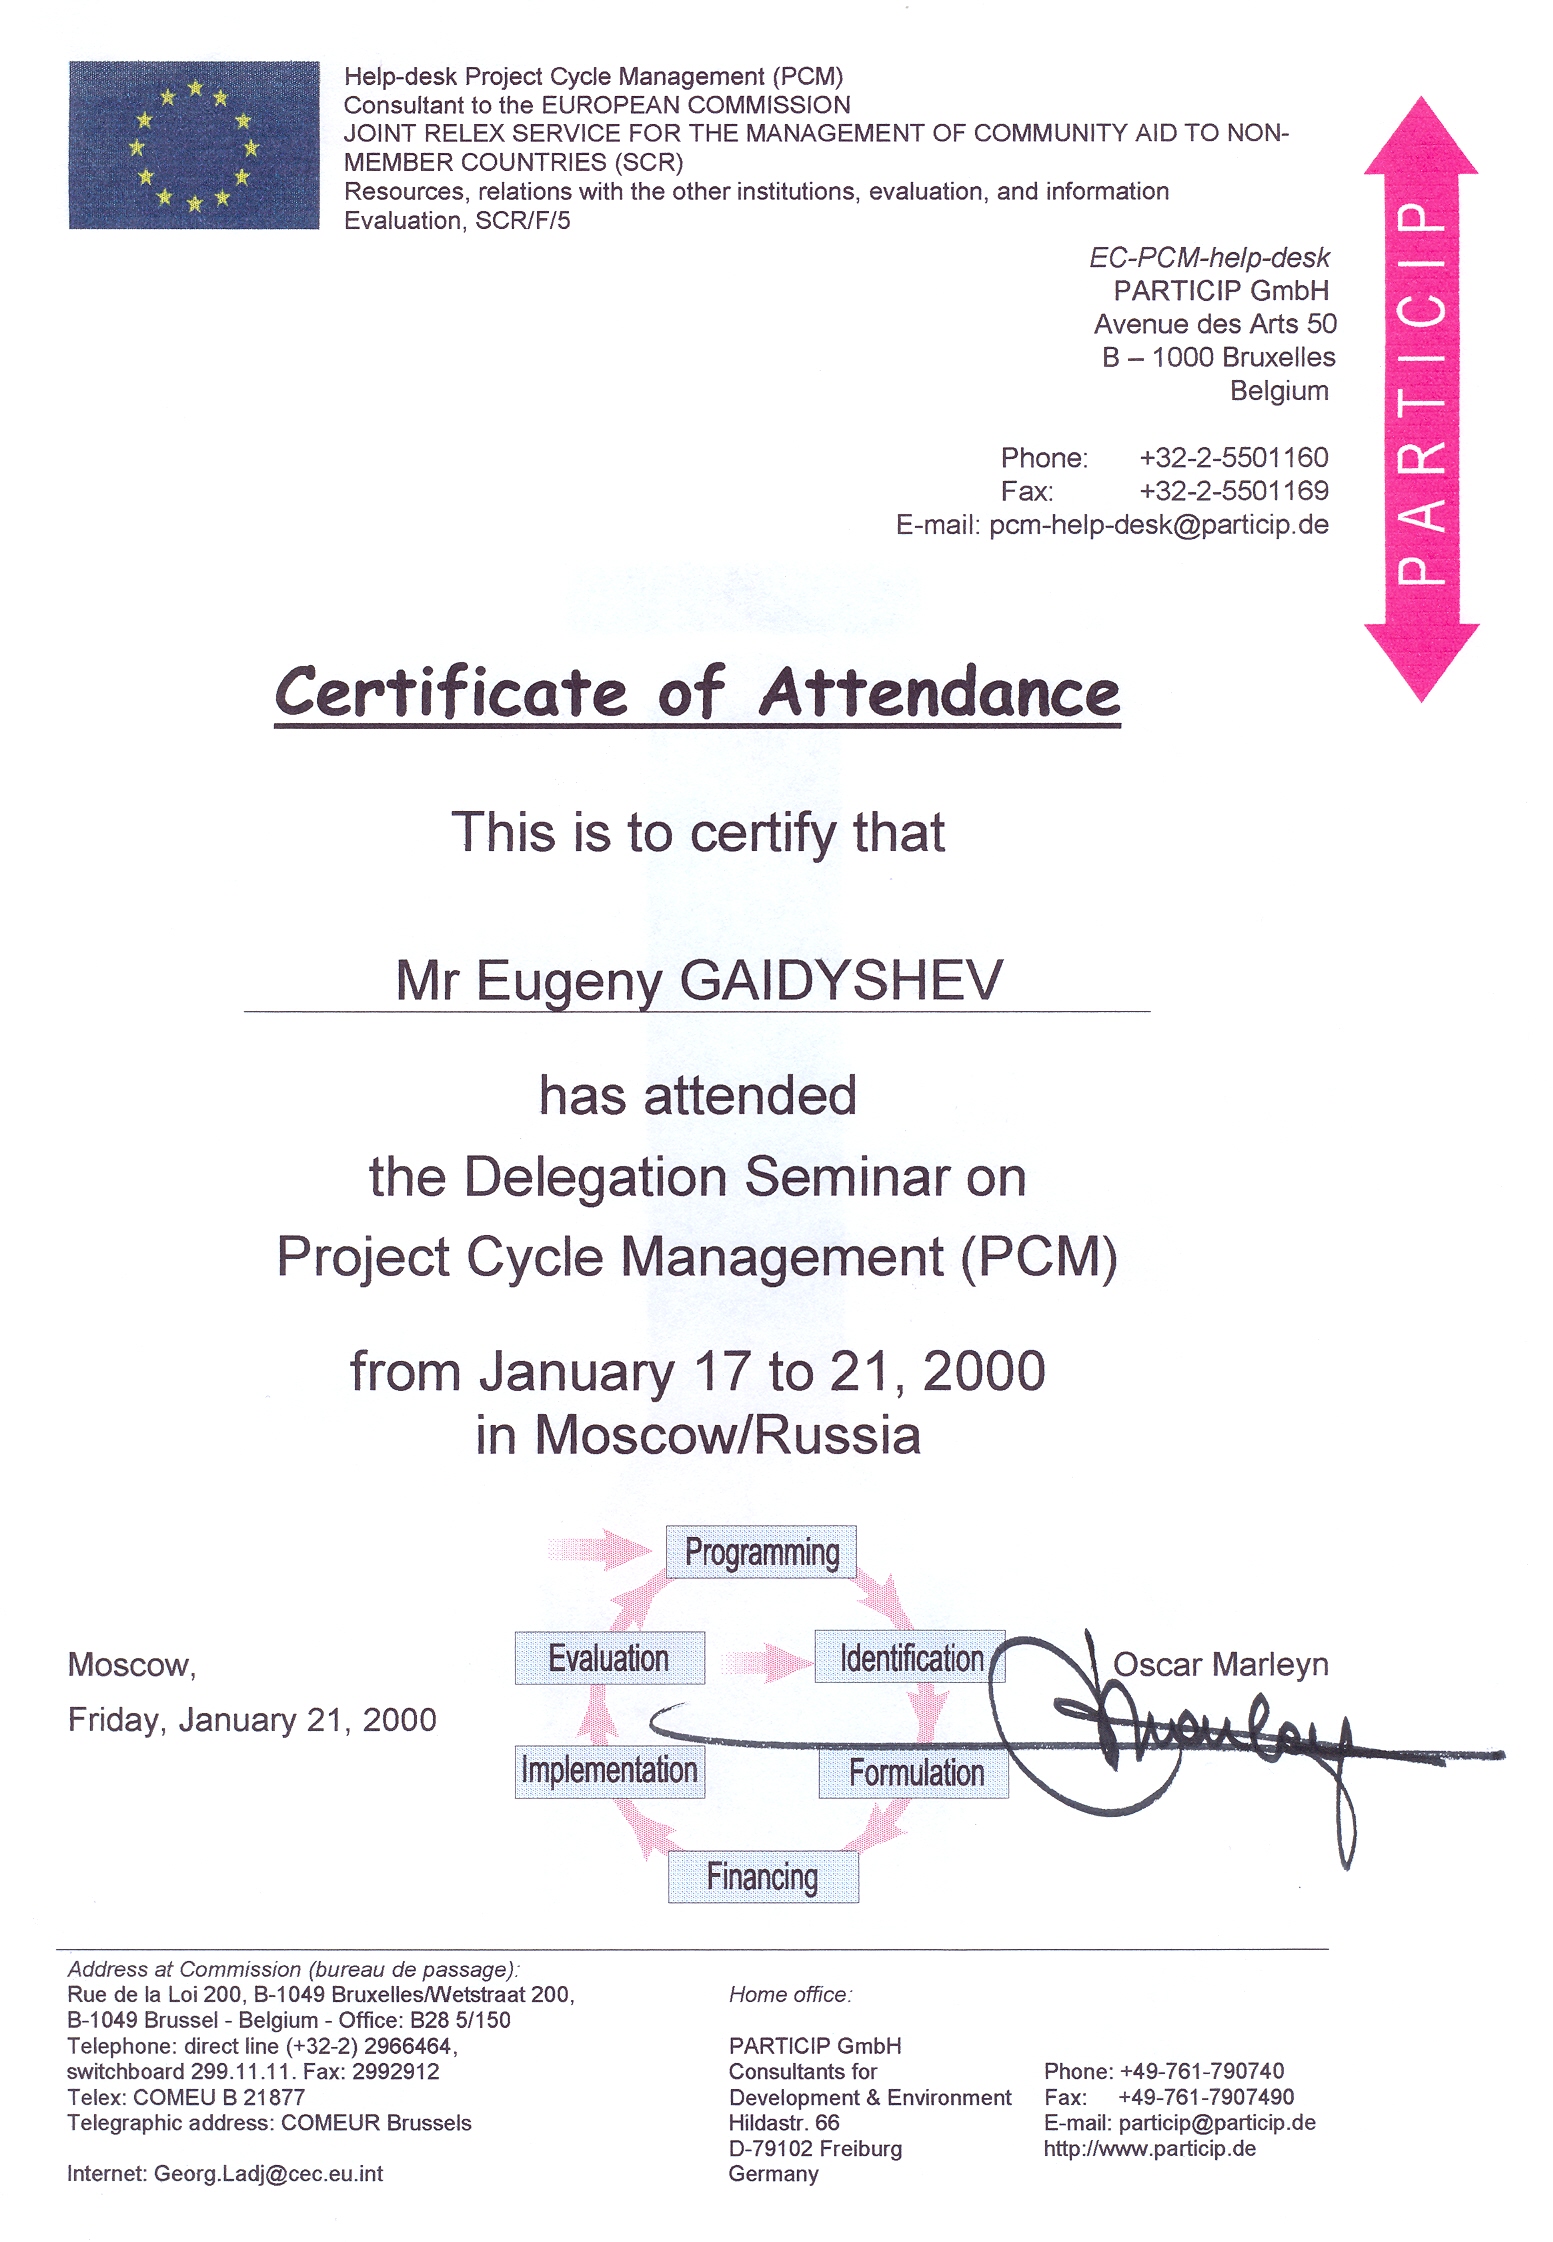 Help-desk Project Cycle Management (PCM)
Consultant to the EUROPEAN COMMISSION
JOINT RELEX SERVICE FOR THE MANAGEMENT OF COMMUNITY AID TO NON-
MEMBER COUNTRIES (SCR)
Resources, relations with the other institutions, evaluation, and information
Evaluation, SCR/F/5
EC-PCM-help-desk
PARTICIP GmbH
Avenue des Arts 50
B – 1000 Bruxelles
Belgium
Phone: +32-2-5501160
Fax: +32-2-5501169
E-mail: pcm-help-desk@particip.de
PARTICIP
Certificate of Attendance
This is to certify that
Mr Eugeny GAIDYSHEV
has attended
the Delegation Seminar on
Project Cycle Management (PCM)
from January 17 to 21, 2000
in Moscow/Russia
Programming
Evaluation
Identification
Implementation
Formulation
Financing
Moscow,
Friday, January 21, 2000
Oscar Marleyn
Address at Commission (bureau de passage):
Rue de la Loi 200, B-1049 Bruxelles/Wetstraat 200,
B-1049 Brussel - Belgium - Office: B28 5/150
Telephone: direct line (+32-2) 2966464,
switchboard 299.11.11. Fax: 2992912
Telex: COMEU B 21877
Telegraphic address: COMEUR Brussels
Internet: Georg.Ladj@cec.eu.int
Home office:
PARTICIP GmbH
Consultants for
Development & Environment
Hildastr. 66
D-79102 Freiburg
Germany
Phone: +49-761-790740
Fax: +49-761-7907490
E-mail: particip@particip.de
http://www.particip.de